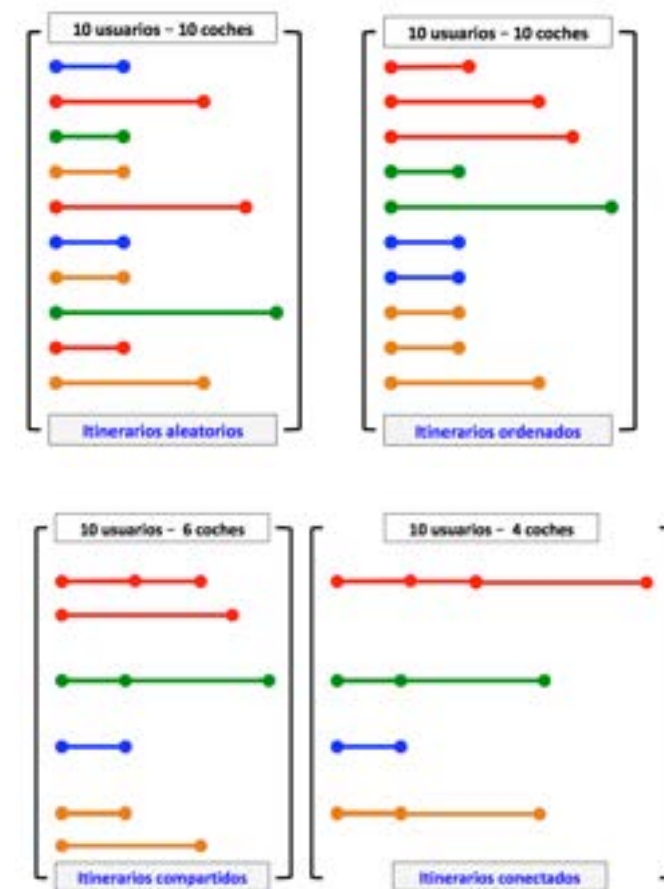 10 usuarios – 10 coches
10 usuarios – 10 coches
Itinerarios aleatorios
Itinerarios ordenados
10 usuarios – 6 coches
10 usuarios – 4 coches
Itinerarios compartidos
Itinerarios conectados